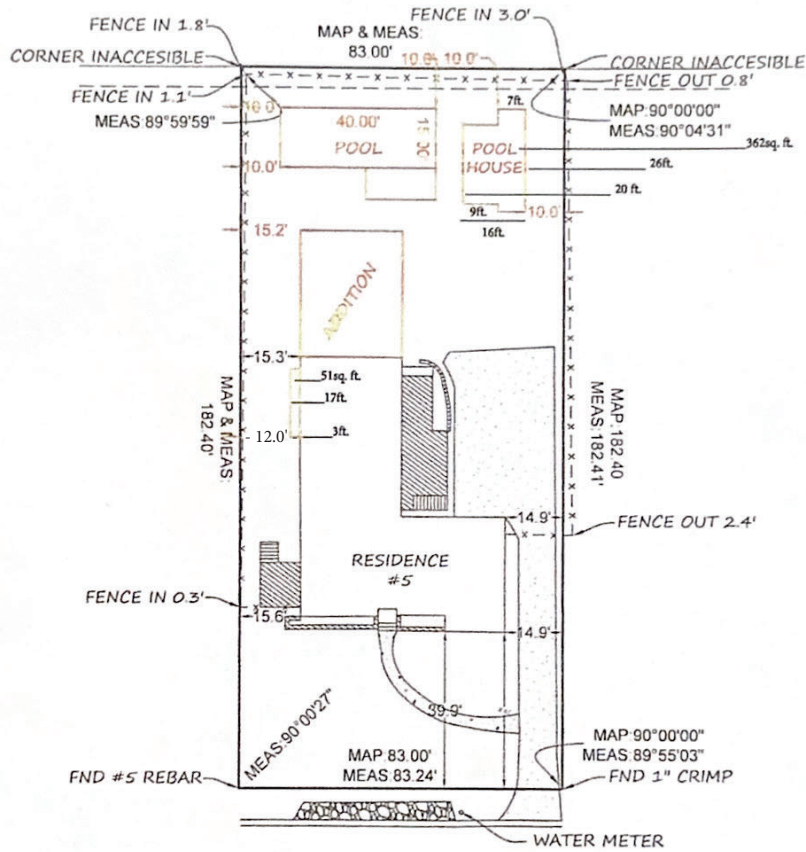 FENCE IN 3.0'
FENCE IN 1.8'
MAP & MEAS:
83.00'
10.0' 10.0'
CORNER INACCESIBLE
CORNER INACCESIBLE
FENCE OUT 0.8'
FENCE IN 1.1'
7ft.
MAP:90°00'00"
MEAS:90°04'31"
10.0'
MEAS:89°59'59"
40.00'
15.00'
POOL
POOL
HOUSE
362sq. ft.
26ft.
10.0'
20 ft.
9ft.
10.0'
16ft.
15.2'
ADDITION
15.3'
51sq. ft.
17ft.
3ft.
12.0'
MAP & MEAS:
182.40'
MAP:182.40
MEAS:182.41'
14.9'
FENCE OUT 2.4'
RESIDENCE
#5
FENCE IN 0.3'
15.6'
14.9'
39.9'
MEAS:90°00'27"
MAP:90°00'00"
MEAS:89°55'03"
MAP:83.00'
MEAS:83.24'
FND #5 REBAR
FND 1" CRIMP
WATER METER